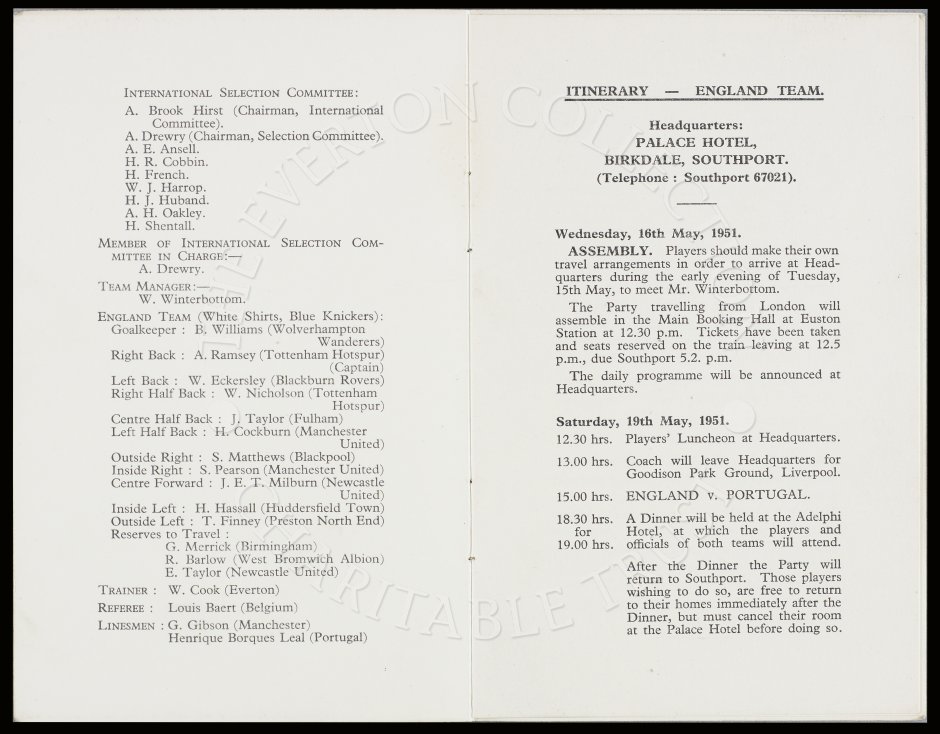 INTERNATIONAL SELECTION COMMITTEE:
A. Brook Hirst (Chairman, International
Committee).
A. Drewry (Chairman, Selection Committee).
A. E. Ansell.
H. R. Cobbin.
H. French.
W. J. Harrop.
H. J. Huband.
A. H. Oakley.
H. Shentall.
MEMBER OF INTERNATIONAL SELECTION COM-
MITTEE IN CHARGE:—
A. Drewry.
TEAM MANAGER:—
W. Winterbottom.
ENGLAND TEAM (White Shirts, Blue Knickers):
Goalkeeper : B. Williams (Wolverhampton
Wanderers)
Right Back : A. Ramsey (Tottenham Hotspur)
(Captain)
Left Back : W. Eckersley (Blackburn Rovers)
Right Half Back : W. Nicholson (Tottenham
Hotspur)
Centre Half Back : J. Taylor (Fulham)
Left Half Back : H. Cockburn (Manchester
United)
Outside Right : S. Matthews (Blackpool)
Inside Right : S. Pearson (Manchester United)
Centre Forward : J. E. T. Milburn (Newcastle
United)
Inside Left : H. Hassall (Huddersfield Town)
Outside Left : T. Finney (Preston North End)
Reserves to Travel :
G. Merrick (Birmingham)
R. Barlow (West Bromwich Albion)
E. Taylor (Newcastle United)
TRAINER : W. Cook (Everton)
REFEREE : Louis Baert (Belgium)
LINESMEN : G. Gibson (Manchester)
Henrique Borques Leal (Portugal)
ITINERARY — ENGLAND TEAM.
Headquarters:
PALACE HOTEL,
BIRKDALE, SOUTHPORT.
(Telephone : Southport 67021).
Wednesday, 16th May, 1951.
ASSEMBLY. Players should make their own
travel arrangements in order to arrive at Head-
quarters during the early evening of Tuesday,
15th May, to meet Mr. Winterbottom.
The Party travelling from London will
assemble in the Main Booking Hall at Euston
Station at 12.30 p.m. Tickets have been taken
and seats reserved on the train leaving at 12.5
p.m., due Southport 5.2. p.m.
The daily programme will be announced at
Headquarters.
Saturday, 19th May, 1951.
12.30 hrs. Players' Luncheon at Headquarters.
13.00 hrs. Coach will leave Headquarters for
Goodison Park Ground, Liverpool.
15.00 hrs. ENGLAND v. PORTUGAL.
18.30 hrs. A Dinner will be held at the Adelphi
for Hotel, at which the players and
19.00 hrs. officials of both teams will attend.
After the Dinner the Party will
return to Southport. Those players
wishing to do so, are free to return
to their homes immediately after the
Dinner, but must cancel their room
at the Palace Hotel before doing so.
THE EVERTON COLLECTION
CHARITABLE TRUST